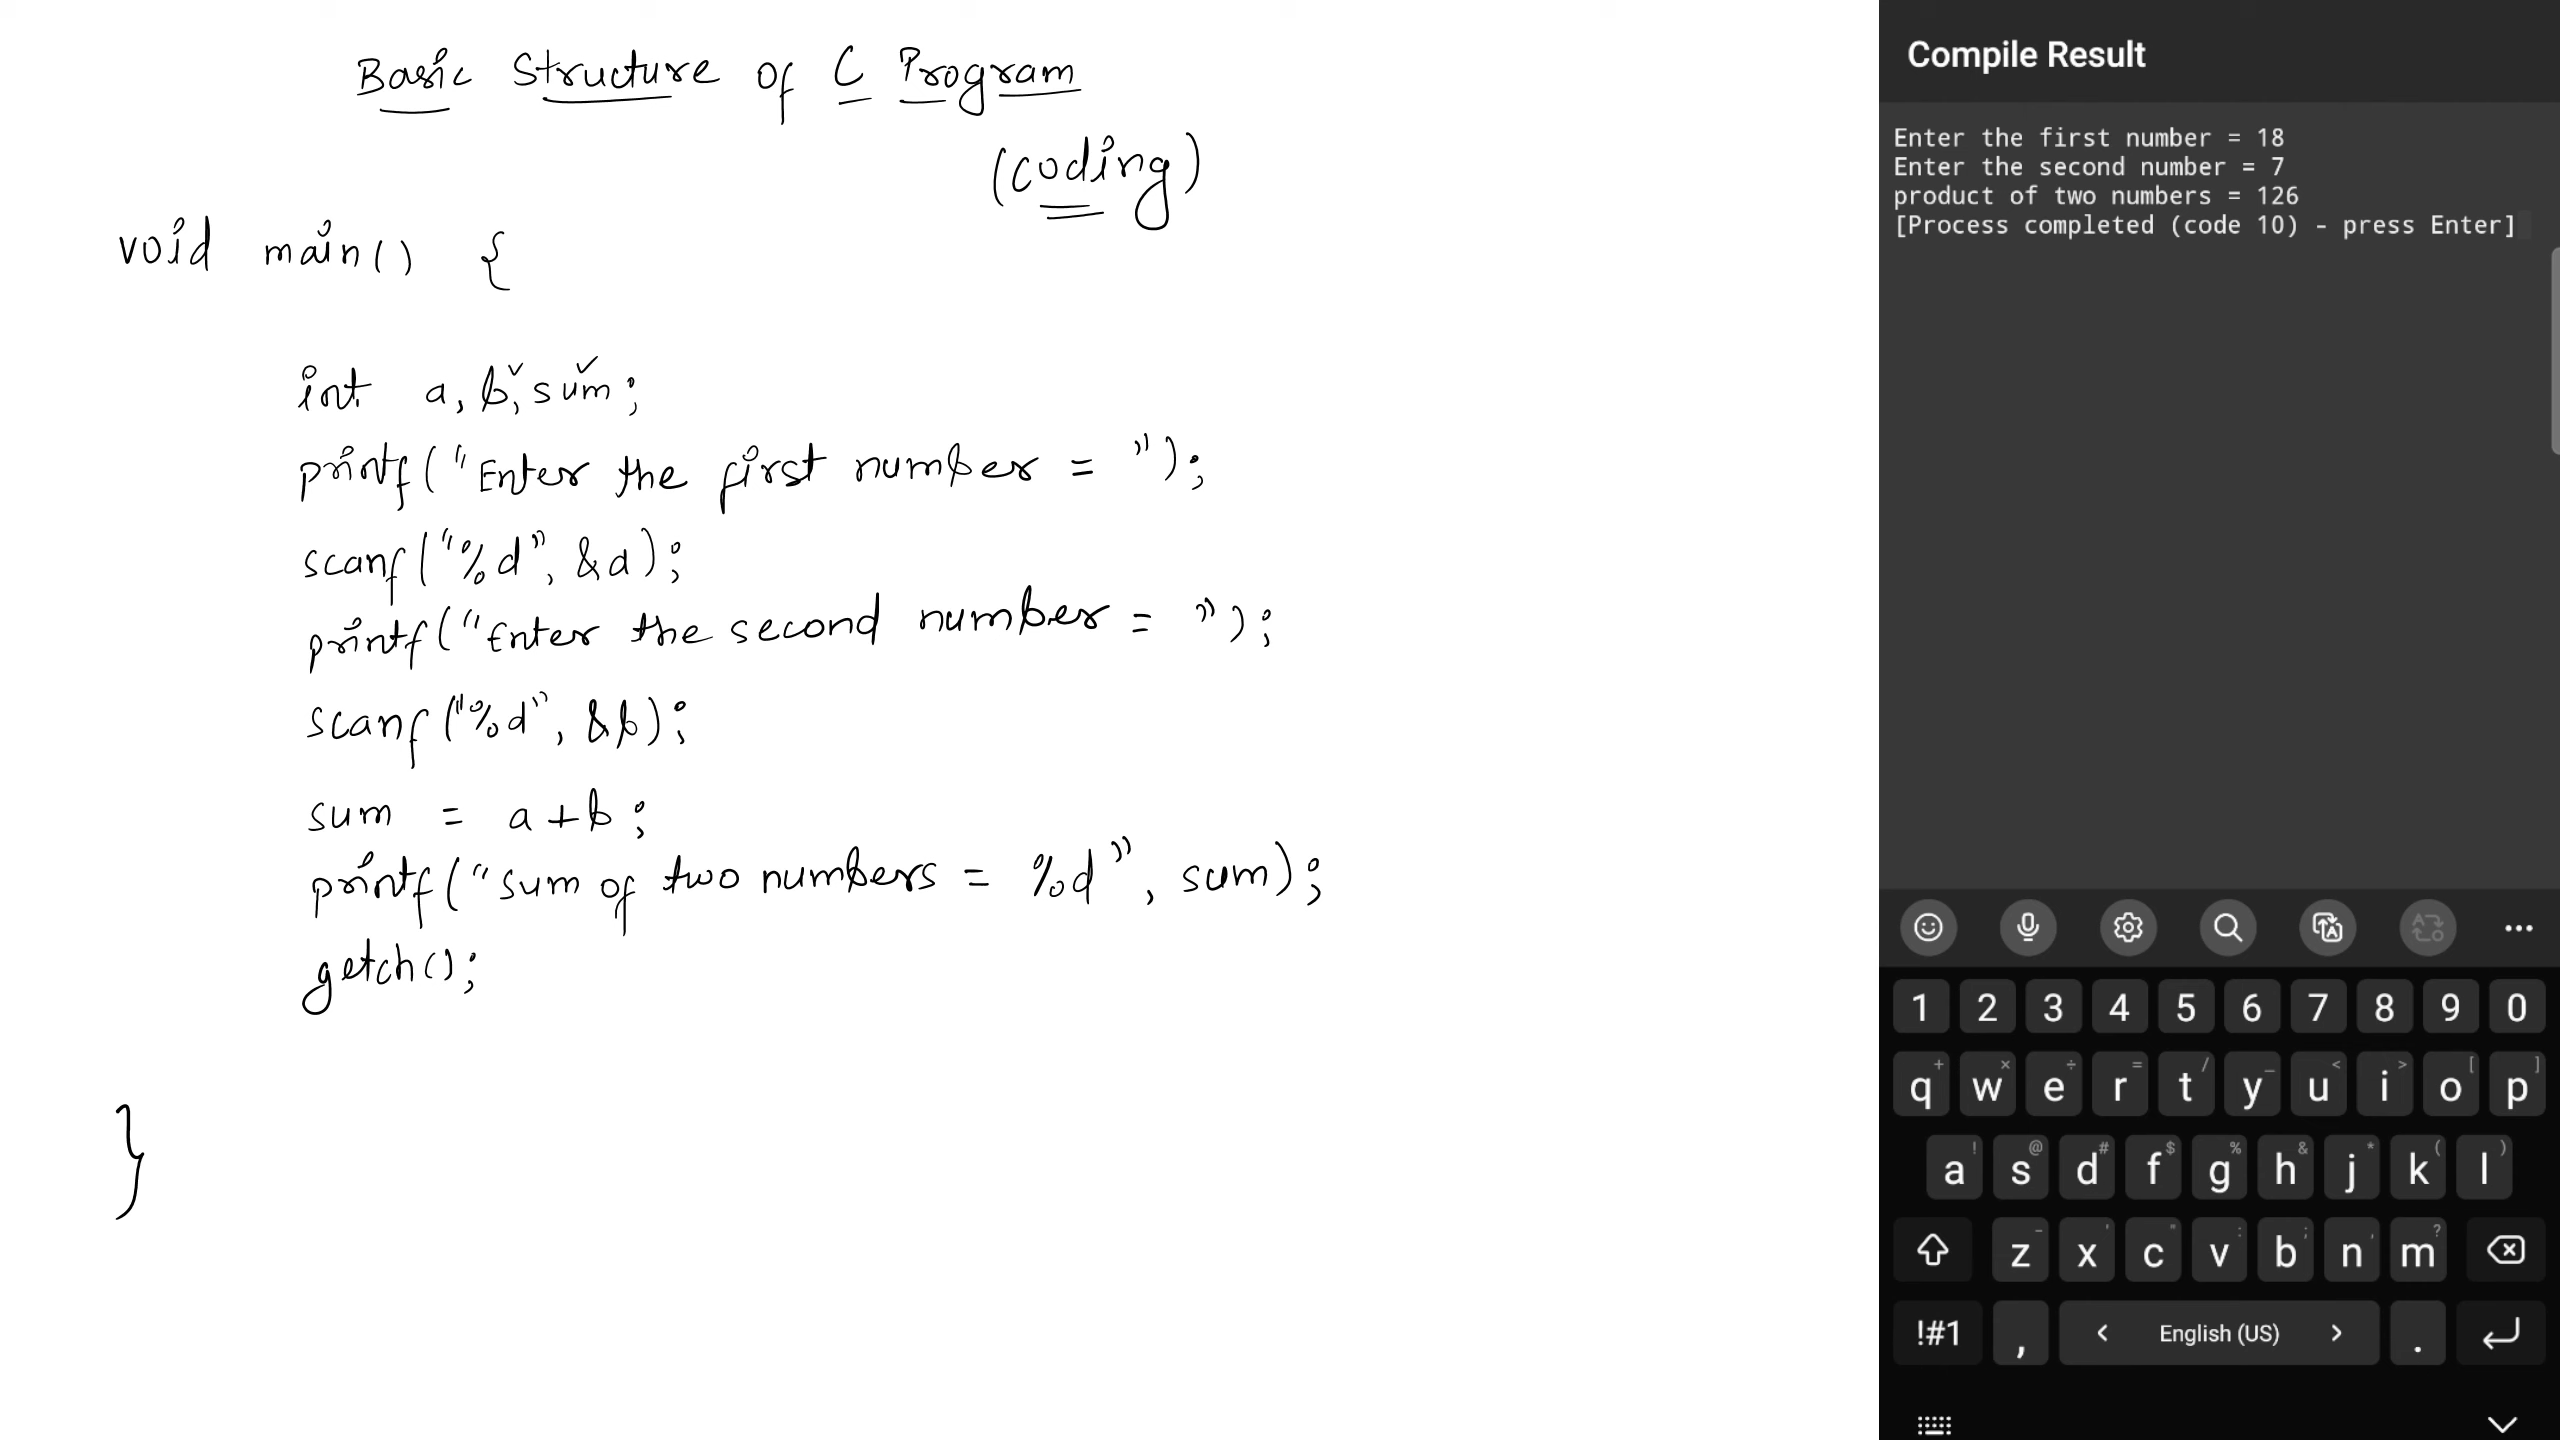 Basic Structure of C Program
(coding)
void main() {
int a, b, sum;
printf("Enter the first number = ");
scanf("%d", &a);
printf("Enter the second number = ");
scanf("%d", &b);
sum = a+b;
printf("sum of two numbers = %d", sum);
getch();
}
Compile Result
Enter the first number = 18
Enter the second number = 7
product of two numbers = 126
[Process completed (code 10) - press Enter]
1 2 3 4 5 6 7 8 9 0
q w e r t y u i o p
a s d f g h j k l
z x c v b n m
!#1 , < English (US) > .